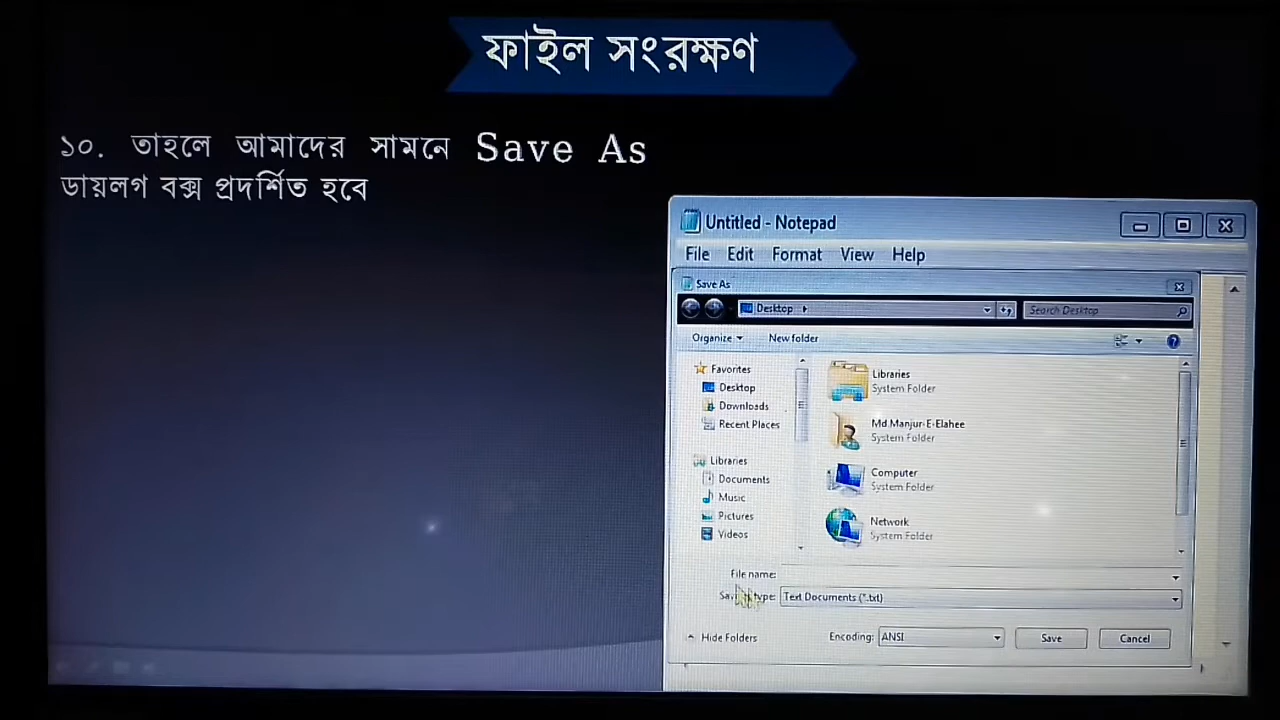 ফাইল সংরক্ষণ
১০. তাহলে আমাদের সামনে Save As
ডায়লগ বক্স প্রদর্শিত হবে
Untitled - Notepad
File Edit Format View Help
Save As
Desktop
Search Desktop
Organize
New folder
Favorites
Desktop
Downloads
Recent Places
Libraries
Documents
Music
Pictures
Videos
Libraries
System Folder
Md.Manjur-E-Elahee
System Folder
Computer
System Folder
Network
System Folder
File name:
type: Text Documents (*.txt)
Hide Folders
Encoding: ANSI
Save
Cancel